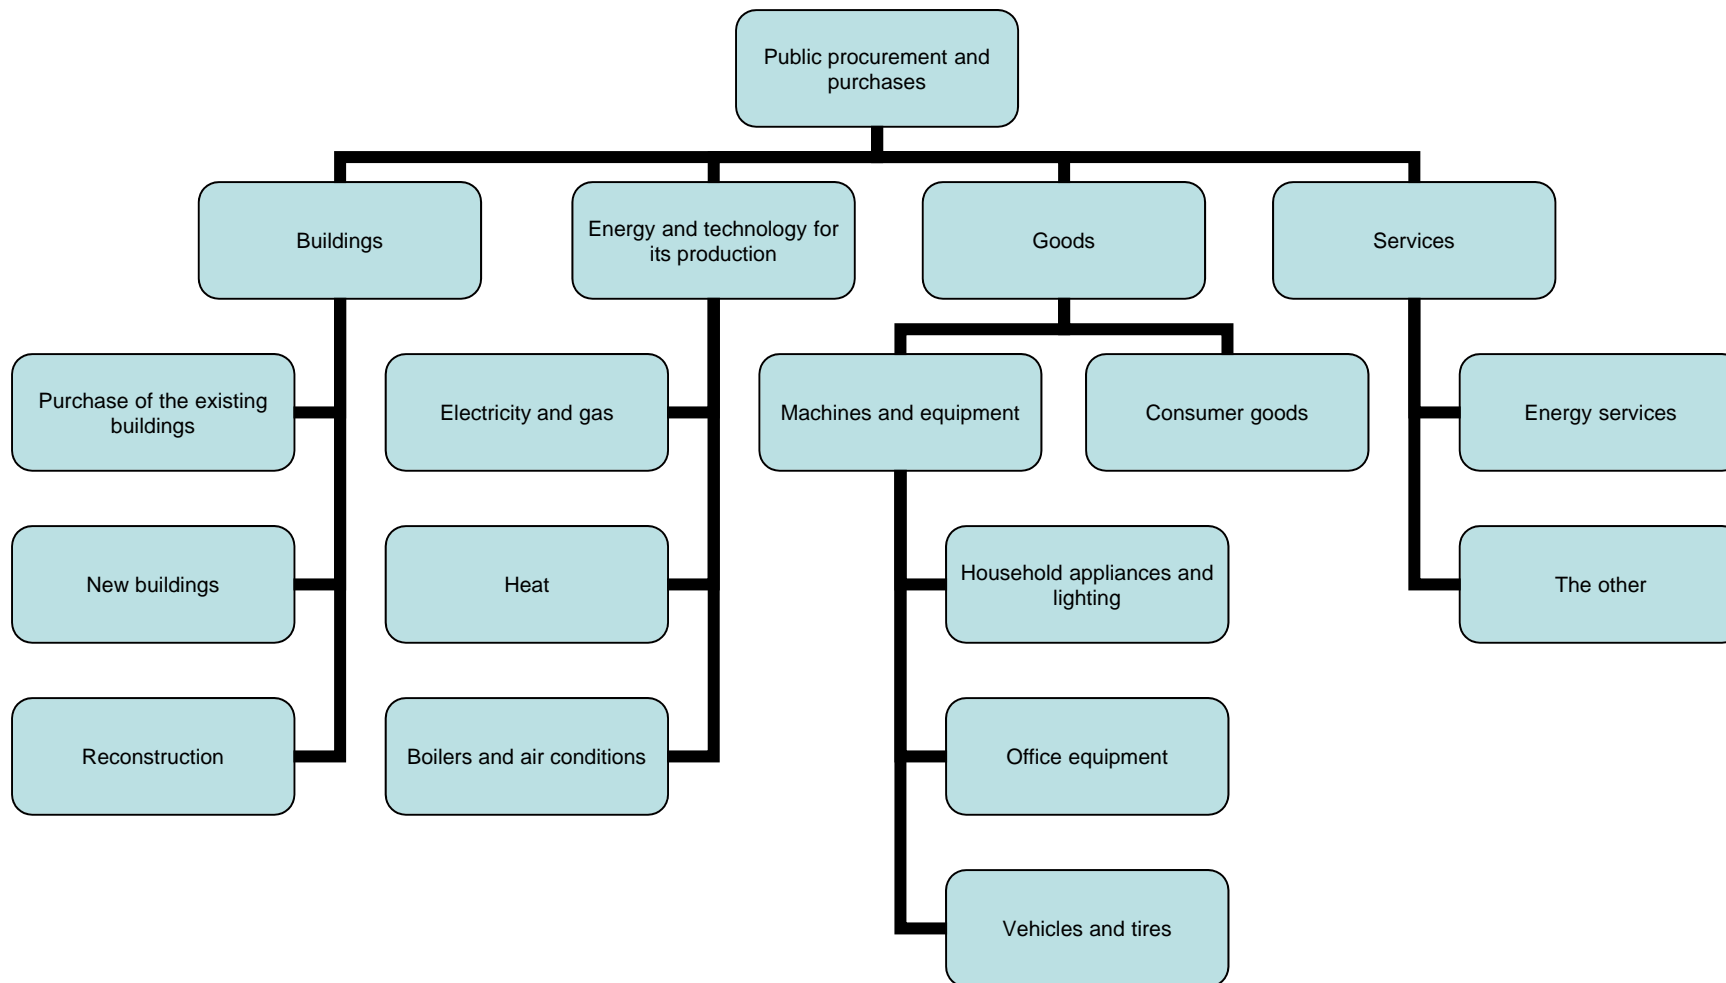 Public procurement and
purchases
Buildings
Energy and technology for
its production
Goods
Services
Purchase of the existing
buildings
Electricity and gas
Machines and equipment
Consumer goods
Energy services
New buildings
Heat
Household appliances and
lighting
The other
Reconstruction
Boilers and air conditions
Office equipment
Vehicles and tires